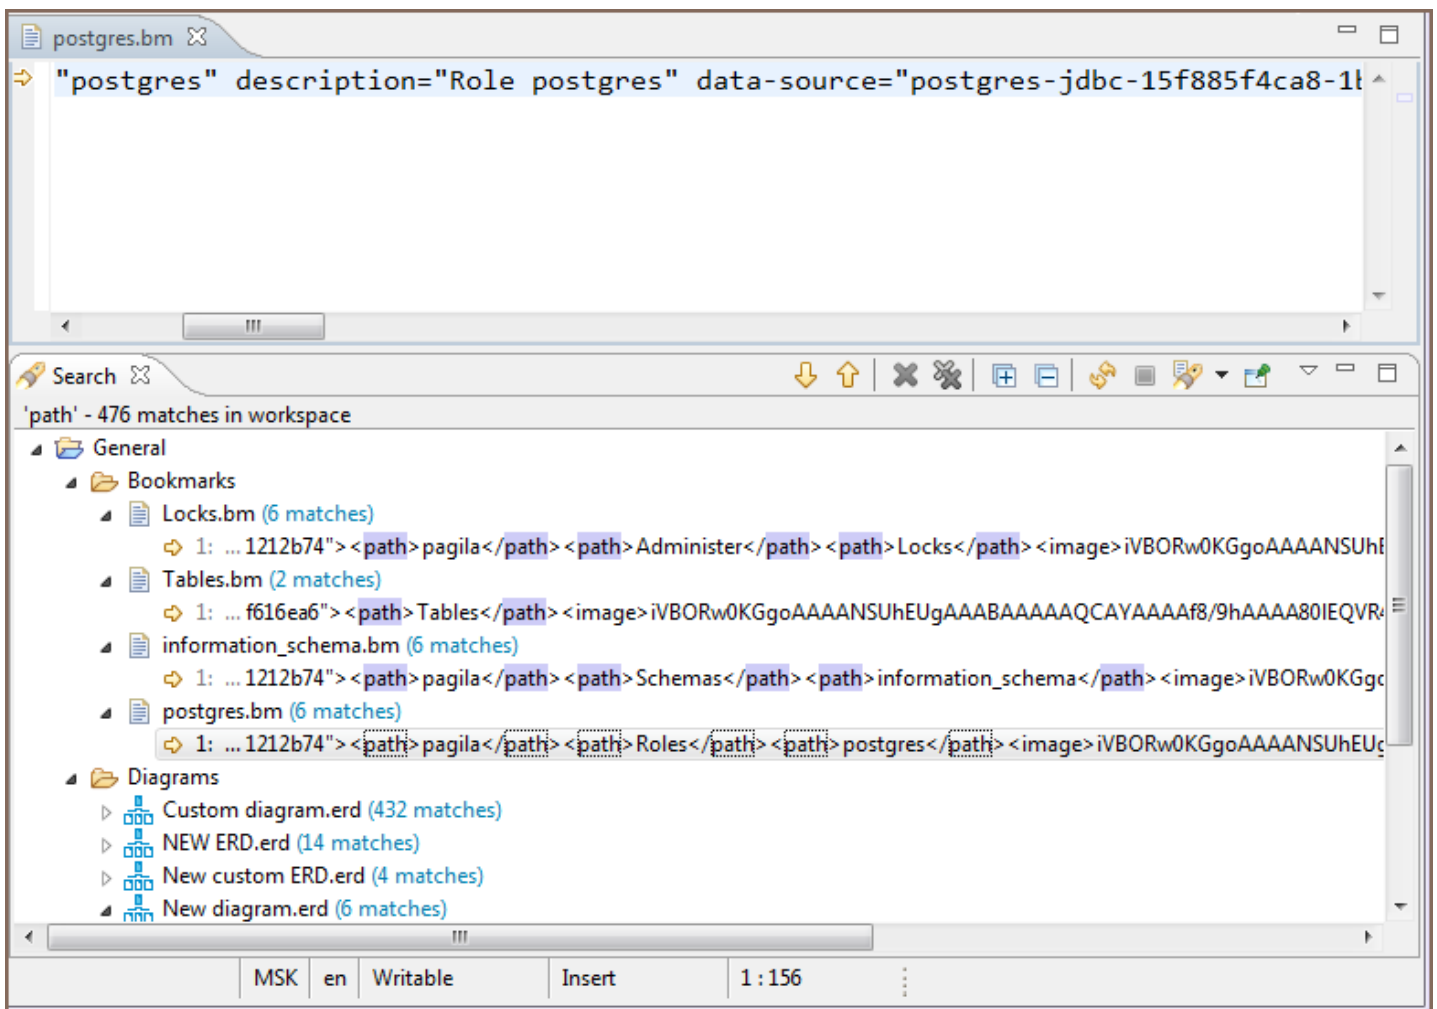 postgres.bm
"postgres" description="Role postgres" data-source="postgres-jdbc-15f885f4ca8-1
Search
'path' - 476 matches in workspace
General
Bookmarks
Locks.bm (6 matches)
1: ... 1212b74"><path>pagila</path><path>Administer</path><path>Locks</path><image>iVBORw0KGgoAAAANSUhE
Tables.bm (2 matches)
1: ... f616ea6"><path>Tables</path><image>iVBORw0KGgoAAAANSUhEUgAAABAAAAAQCAYAAAAf8/9hAAAA80lEQVR4
information_schema.bm (6 matches)
1: ... 1212b74"><path>pagila</path><path>Schemas</path><path>information_schema</path><image>iVBORw0KGgo
postgres.bm (6 matches)
1: ... 1212b74"><path>pagila</path><path>Roles</path><path>postgres</path><image>iVBORw0KGgoAAAANSUhEUg
Diagrams
Custom diagram.erd (432 matches)
NEW ERD.erd (14 matches)
New custom ERD.erd (4 matches)
New diagram.erd (6 matches)
MSK en Writable Insert 1 : 156